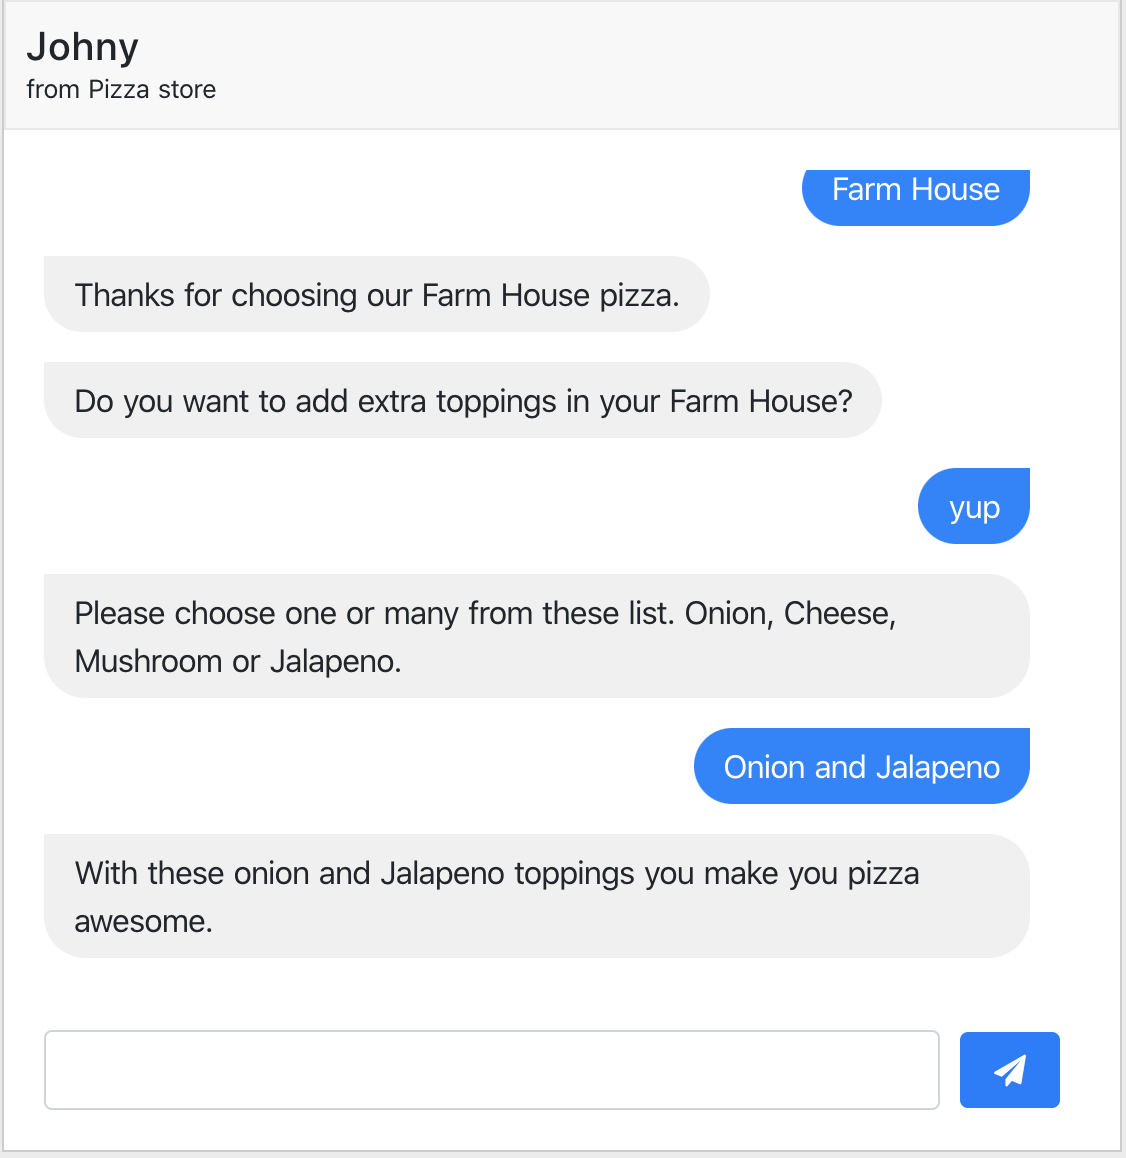 Johny
from Pizza store
Farm House
Thanks for choosing our Farm House pizza.
Do you want to add extra toppings in your Farm House?
yup
Please choose one or many from these list. Onion, Cheese,
Mushroom or Jalapeno.
Onion and Jalapeno
With these onion and Jalapeno toppings you make you pizza
awesome.